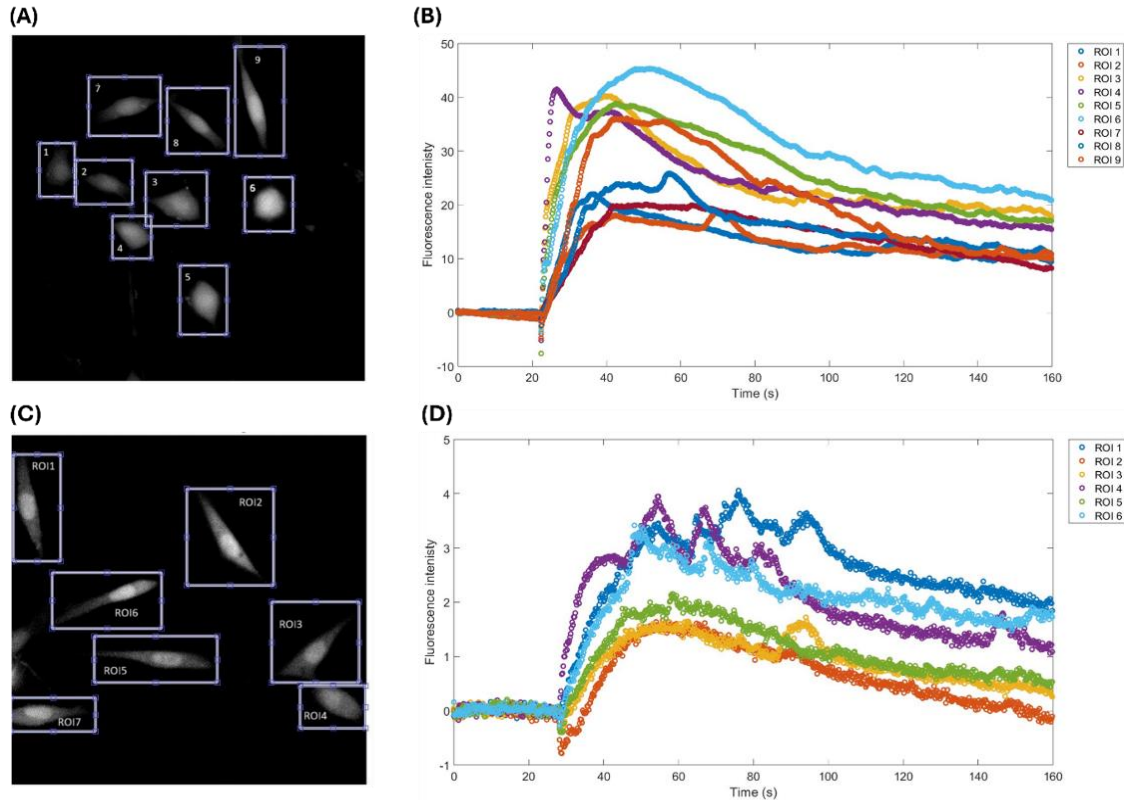 (A)
9
7
8
1
2
3
6
4
5
(B)
50
40
30
20
10
0
-10
Fluorescence intenisty
0 20 40 60 80 100 120 140 160
Time (s)
ROI 1
ROI 2
ROI 3
ROI 4
ROI 5
ROI 6
ROI 7
ROI 8
ROI 9
(C)
ROI1
ROI2
ROI6
ROI3
ROI5
ROI4
ROI7
(D)
5
4
3
2
1
0
-1
Fluorescence intenisty
0 20 40 60 80 100 120 140 160
Time (s)
ROI 1
ROI 2
ROI 3
ROI 4
ROI 5
ROI 6